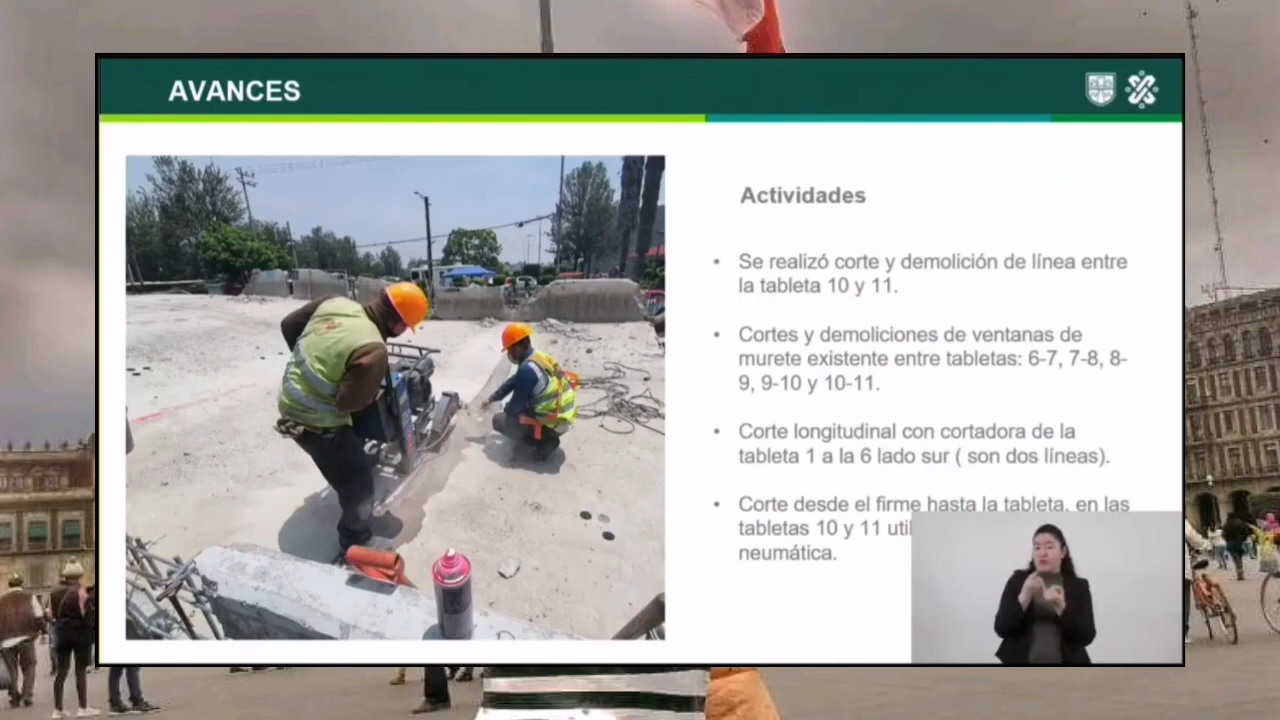 AVANCES
Actividades
• Se realizó corte y demolición de línea entre
la tableta 10 y 11.
• Cortes y demoliciones de ventanas de
murete existente entre tabletas: 6-7, 7-8, 8-
9, 9-10 y 10-11.
• Corte longitudinal con cortadora de la
tableta 1 a la 6 lado sur ( son dos líneas).
• Corte desde el firme hasta la tableta, en las
tabletas 10 y 11
neumática.